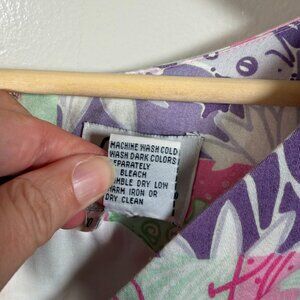 MACHINE WASH COLD
WASH DARK COLORS
SEPARATELY
BLEACH
TUMBLE DRY LOW
WARM IRON OR
DRY CLEAN